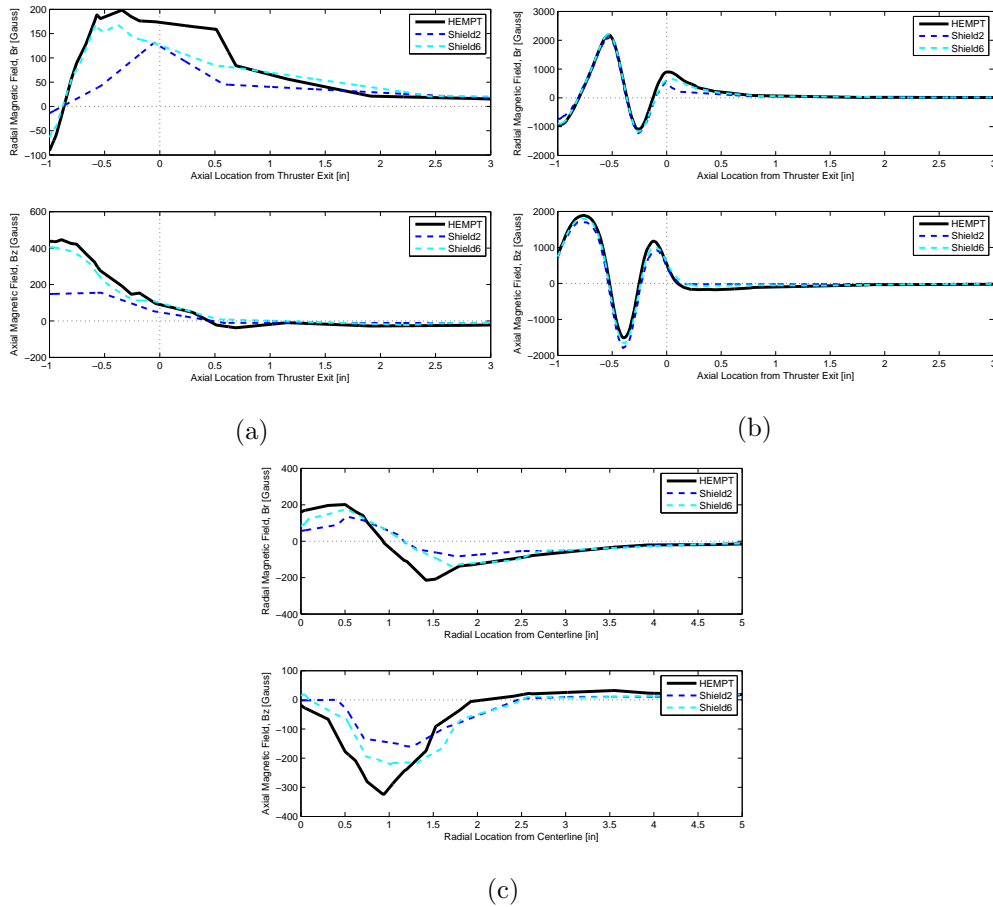 Radial Magnetic Field, Br [Gauss]
200
150
100
50
0
−50
−100
−1 −0.5 0 0.5 1 1.5 2 2.5 3
Axial Location from Thruster Exit [in]
HEMPT
Shield2
Shield6
Axial Magnetic Field, Bz [Gauss]
600
400
200
0
−200
−1 −0.5 0 0.5 1 1.5 2 2.5 3
Axial Location from Thruster Exit [in]
HEMPT
Shield2
Shield6
(a)
Radial Magnetic Field, Br [Gauss]
3000
2000
1000
0
−1000
−2000
−1 −0.5 0 0.5 1 1.5 2 2.5 3
Axial Location from Thruster Exit [in]
HEMPT
Shield2
Shield6
Axial Magnetic Field, Bz [Gauss]
2000
1000
0
−1000
−2000
−1 −0.5 0 0.5 1 1.5 2 2.5 3
Axial Location from Thruster Exit [in]
HEMPT
Shield2
Shield6
(b)
Radial Magnetic Field, Br [Gauss]
400
200
0
−200
−400
0 0.5 1 1.5 2 2.5 3 3.5 4 4.5 5
Radial Location from Centerline [in]
HEMPT
Shield2
Shield6
Axial Magnetic Field, Bz [Gauss]
100
0
−100
−200
−300
−400
0 0.5 1 1.5 2 2.5 3 3.5 4 4.5 5
Radial Location from Centerline [in]
HEMPT
Shield2
Shield6
(c)